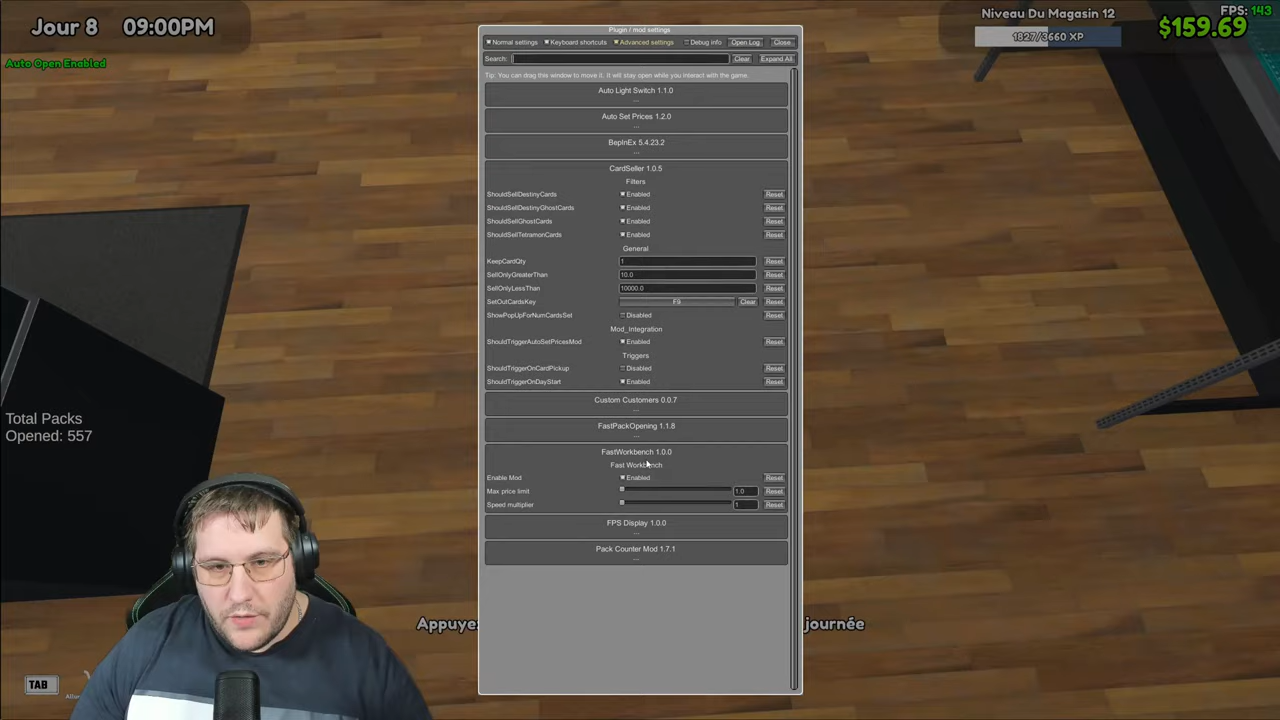 Jour 8 09:00PM
Auto Open Enabled
Niveau Du Magasin 12
1827/3660 XP
FPS: 143
$159.69
Plugin / mod settings
Normal settings Keyboard shortcuts Advanced settings Debug info Open Log Close
Search: Clear Expand All
Tip: You can drag this window to move it. It will stay open while you interact with the game.
Auto Light Switch 1.1.0
...
Auto Set Prices 1.2.0
...
BepInEx 5.4.23.2
...
CardSeller 1.0.5
Filters
ShouldSellDestinyCards Enabled Reset
ShouldSellDestinyGhostCards Enabled Reset
ShouldSellGhostCards Enabled Reset
ShouldSellTetramonCards Enabled Reset
General
KeepCardQty 1 Reset
SellOnlyGreaterThan 10.0 Reset
SellOnlyLessThan 10000.0 Reset
SetOutCardsKey F9 Clear Reset
ShowPopUpForNumCardsSet Disabled Reset
Mod_Integration
ShouldTriggerAutoSetPricesMod Enabled Reset
Triggers
ShouldTriggerOnCardPickup Disabled Reset
ShouldTriggerOnDayStart Enabled Reset
Custom Customers 0.0.7
...
FastPackOpening 1.1.8
...
FastWorkbench 1.0.0
Fast Workbench
Enable Mod Enabled Reset
Max price limit 1.0 Reset
Speed multiplier 1 Reset
FPS Display 1.0.0
...
Pack Counter Mod 1.7.1
...
Total Packs
Opened: 557
Appuye journée
TAB